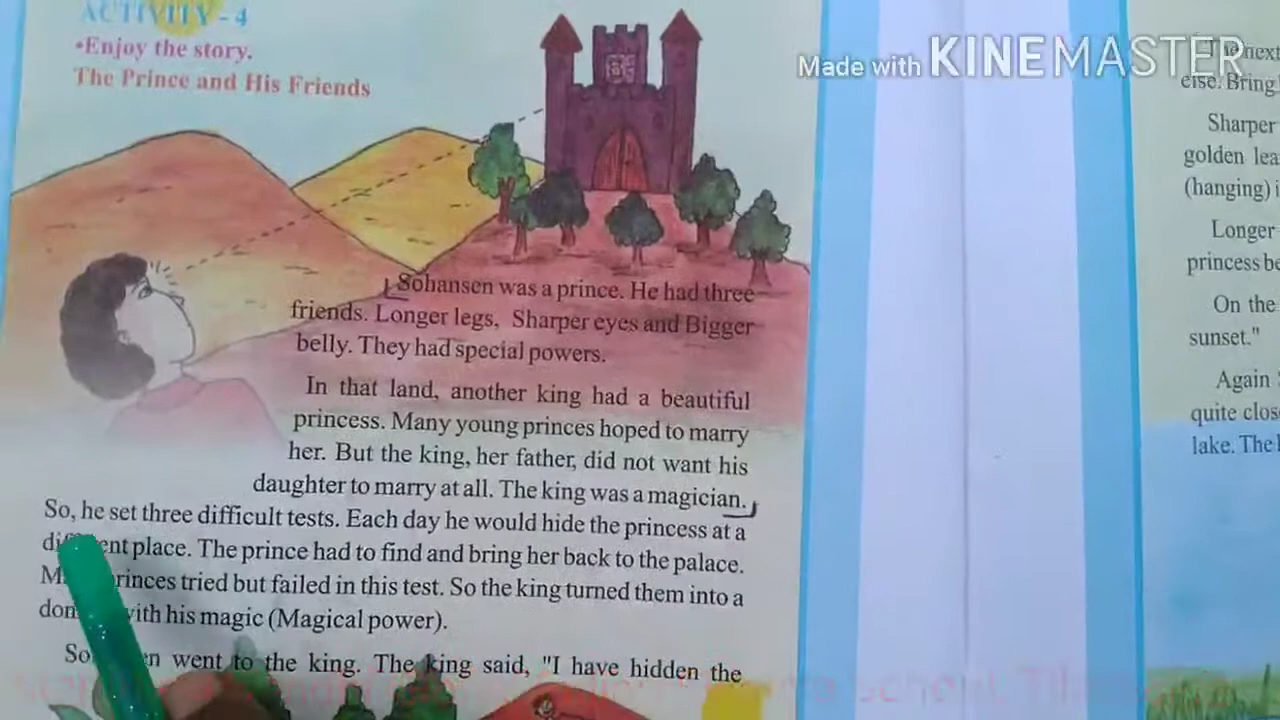 ACTIVITY - 4
•Enjoy the story.
The Prince and His Friends
Made with KINEMASTER
Sohansen was a prince. He had three
friends. Longer legs, Sharper eyes and Bigger
belly. They had special powers.
In that land, another king had a beautiful
princess. Many young princes hoped to marry
her. But the king, her father, did not want his
daughter to marry at all. The king was a magician.
So, he set three difficult tests. Each day he would hide the princess at a
place. The prince had to find and bring her back to the palace.
princes tried but failed in this test. So the king turned them into a
with his magic (Magical power).
went to the king. The king said, "I have hidden the
The next
else. Bring
Sharper
golden
(hanging)
Longer
princess
On the
sunset."
Again
quite
lake. The